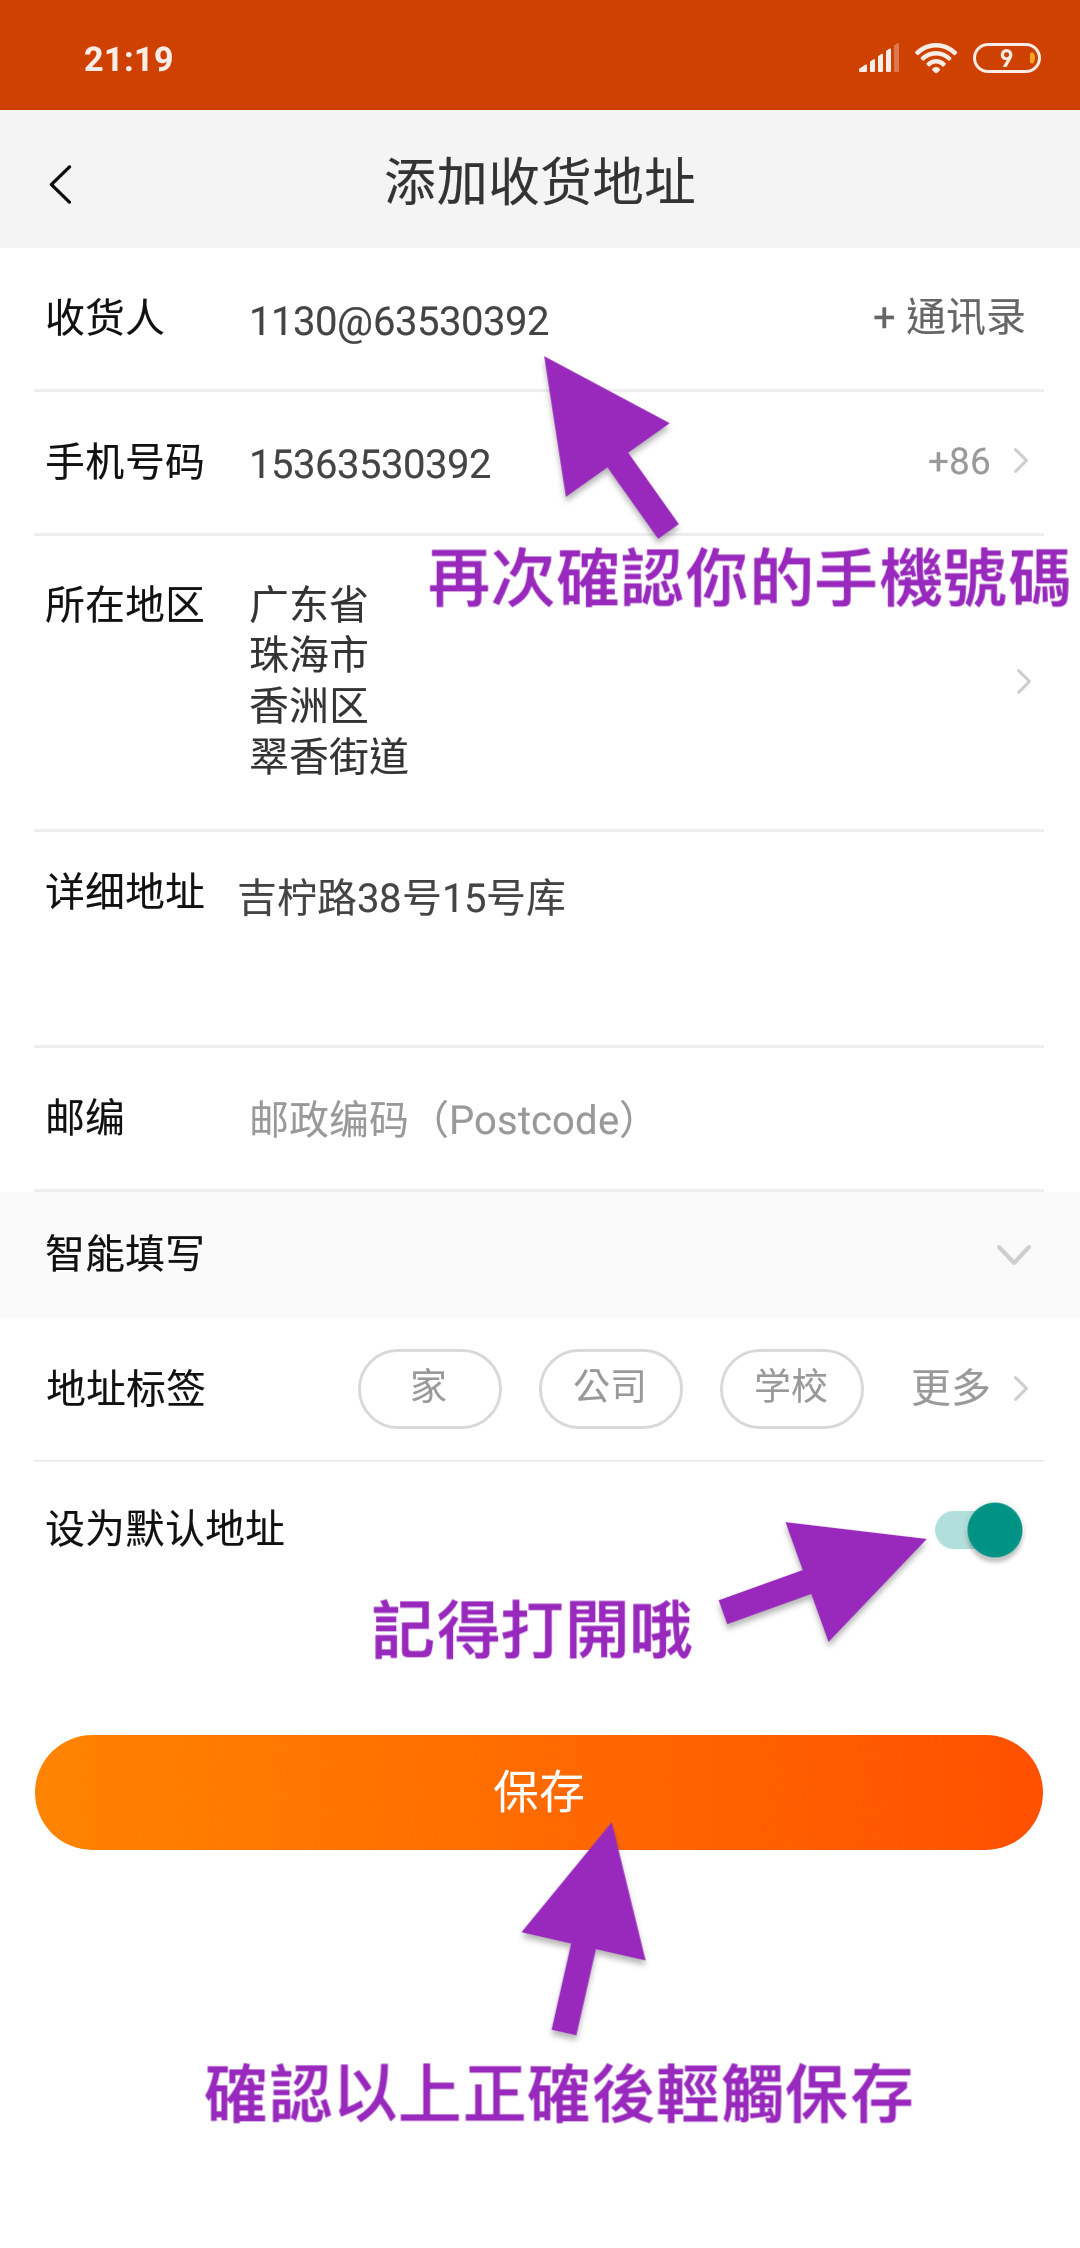 21:19
9
添加收货地址
收货人 1130@63530392 + 通讯录
手机号码 15363530392 +86
再次確認你的手機號碼
所在地区 广东省
珠海市
香洲区
翠香街道
详细地址 吉柠路38号15号库
邮编 邮政编码（Postcode）
智能填写
地址标签 家 公司 学校 更多
设为默认地址
記得打開哦
保存
確認以上正確後輕觸保存